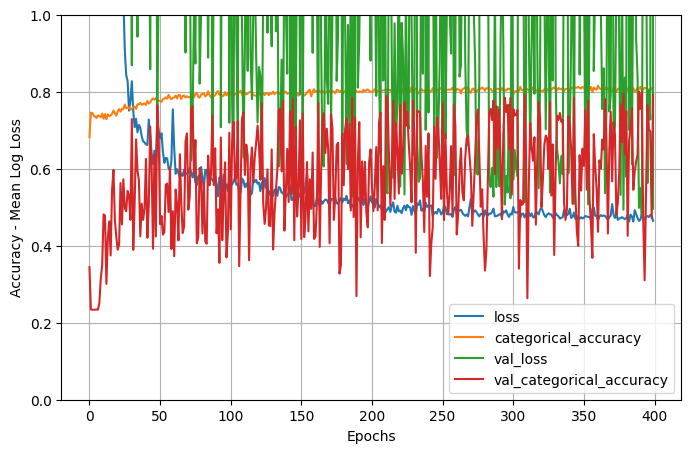 Accuracy - Mean Log Loss
1.0
0.8
0.6
0.4
0.2
0.0
0
50
100
150
200
250
300
350
400
Epochs
loss
categorical_accuracy
val_loss
val_categorical_accuracy